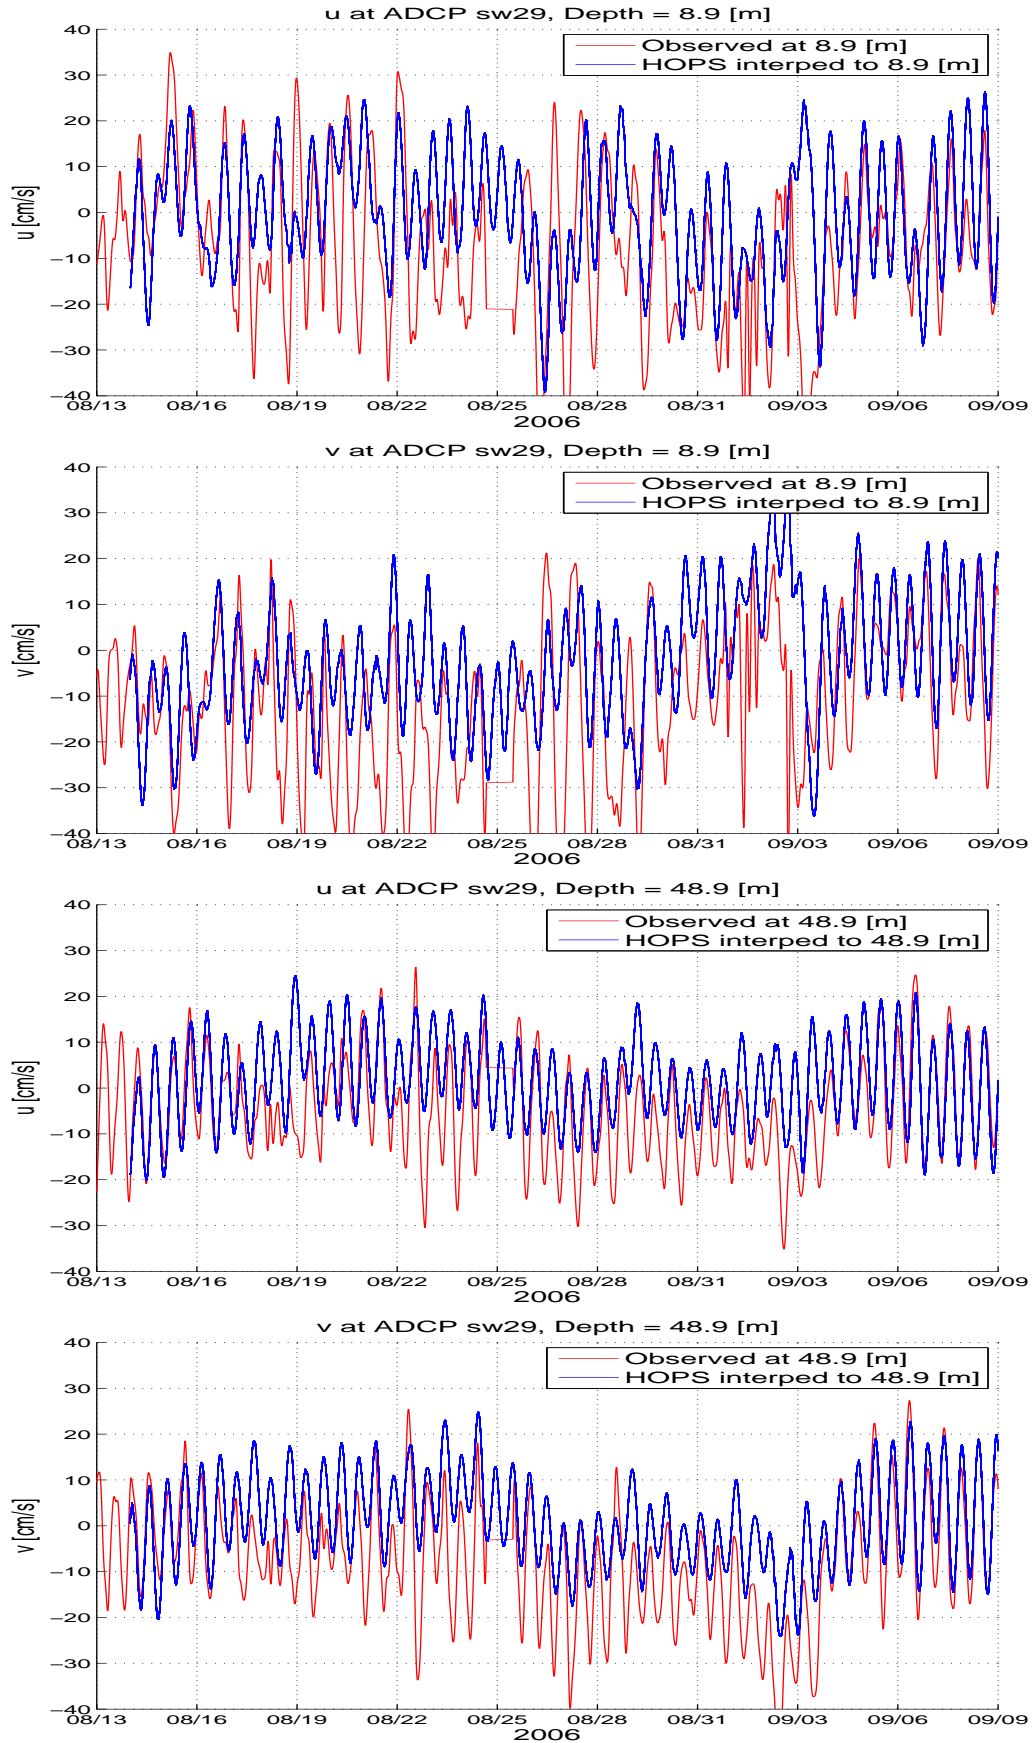 u at ADCP sw29, Depth = 8.9 [m]
Observed at 8.9 [m]
HOPS interped to 8.9 [m]
u [cm/s]
40
30
20
10
0
−10
−20
−30
−40
08/13 08/16 08/19 08/22 08/25 08/28 08/31 09/03 09/06 09/09
2006
v at ADCP sw29, Depth = 8.9 [m]
Observed at 8.9 [m]
HOPS interped to 8.9 [m]
v [cm/s]
40
30
20
10
0
−10
−20
−30
−40
08/13 08/16 08/19 08/22 08/25 08/28 08/31 09/03 09/06 09/09
2006
u at ADCP sw29, Depth = 48.9 [m]
Observed at 48.9 [m]
HOPS interped to 48.9 [m]
u [cm/s]
40
30
20
10
0
−10
−20
−30
−40
08/13 08/16 08/19 08/22 08/25 08/28 08/31 09/03 09/06 09/09
2006
v at ADCP sw29, Depth = 48.9 [m]
Observed at 48.9 [m]
HOPS interped to 48.9 [m]
v [cm/s]
40
30
20
10
0
−10
−20
−30
−40
08/13 08/16 08/19 08/22 08/25 08/28 08/31 09/03 09/06 09/09
2006